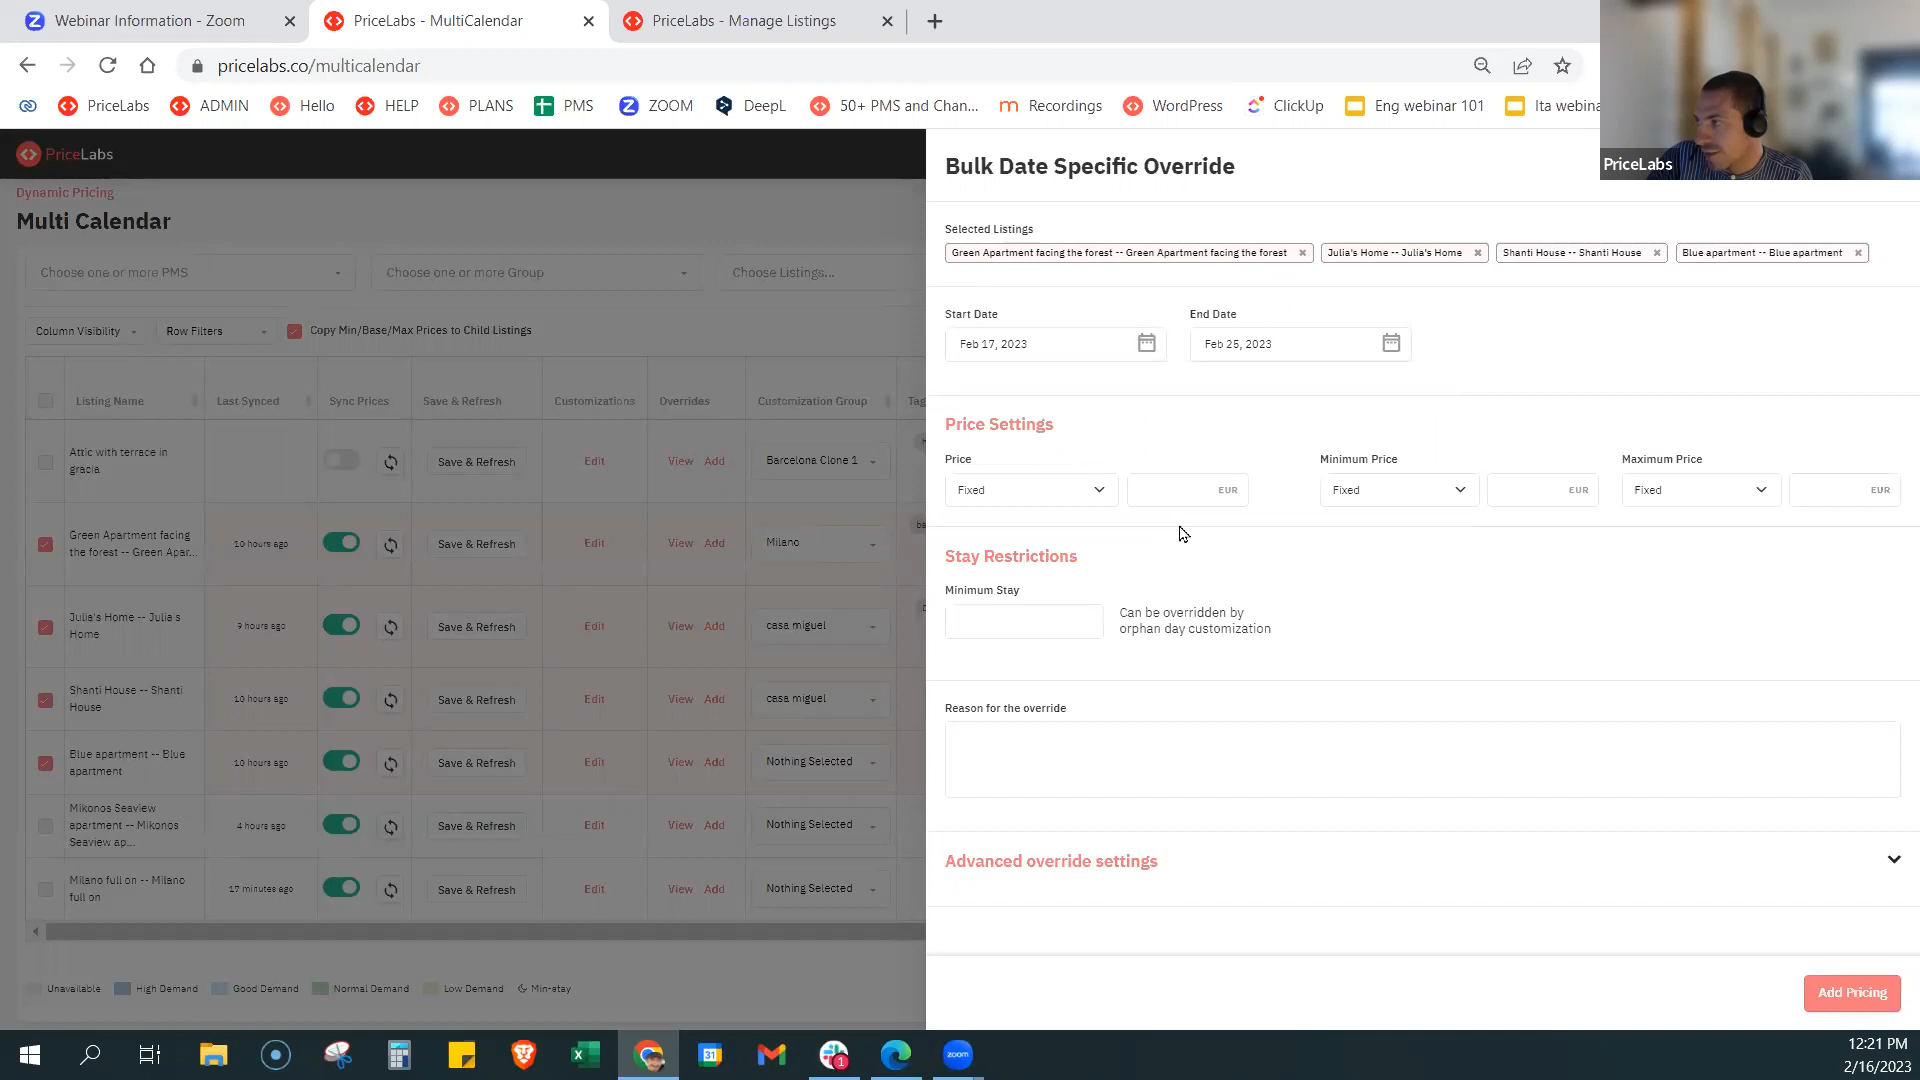 Webinar Information - Zoom
PriceLabs - MultiCalendar
PriceLabs - Manage Listings
pricelabs.co/multicalendar
PriceLabs ADMIN Hello HELP PLANS PMS ZOOM DeepL 50+ PMS and Chan... Recordings WordPress ClickUp Eng webinar 101 Ita webina
PriceLabs
PriceLabs
Dynamic Pricing
Multi Calendar
Choose one or more PMS
Choose one or more Group
Choose Listings...
Column Visibility
Row Filters
Copy Min/Base/Max Prices to Child Listings
Listing Name Last Synced Sync Prices Save & Refresh Customizations Overrides Customization Group Tag
Attic with terrace in
gracia
Save & Refresh Edit View Add Barcelona Clone 1
Green Apartment facing
the forest -- Green Apar...
10 hours ago Save & Refresh Edit View Add Milano
ba
Julia's Home -- Julia s
Home
9 hours ago Save & Refresh Edit View Add casa miguel
Shanti House -- Shanti
House
10 hours ago Save & Refresh Edit View Add casa miguel
Blue apartment -- Blue
apartment
10 hours ago Save & Refresh Edit View Add Nothing Selected
Mikonos Seaview
apartment -- Mikonos
Seaview ap...
4 hours ago Save & Refresh Edit View Add Nothing Selected
Milano full on -- Milano
full on
17 minutes ago Save & Refresh Edit View Add Nothing Selected
Unavailable High Demand Good Demand Normal Demand Low Demand Min-stay
Bulk Date Specific Override
Selected Listings
Green Apartment facing the forest -- Green Apartment facing the forest
Julia's Home -- Julia's Home
Shanti House -- Shanti House
Blue apartment -- Blue apartment
Start Date End Date
Feb 17, 2023 Feb 25, 2023
Price Settings
Price Minimum Price Maximum Price
Fixed EUR Fixed EUR Fixed EUR
Stay Restrictions
Minimum Stay
Can be overridden by
orphan day customization
Reason for the override
Advanced override settings
Add Pricing
31
1
zoom
12:21 PM
2/16/2023